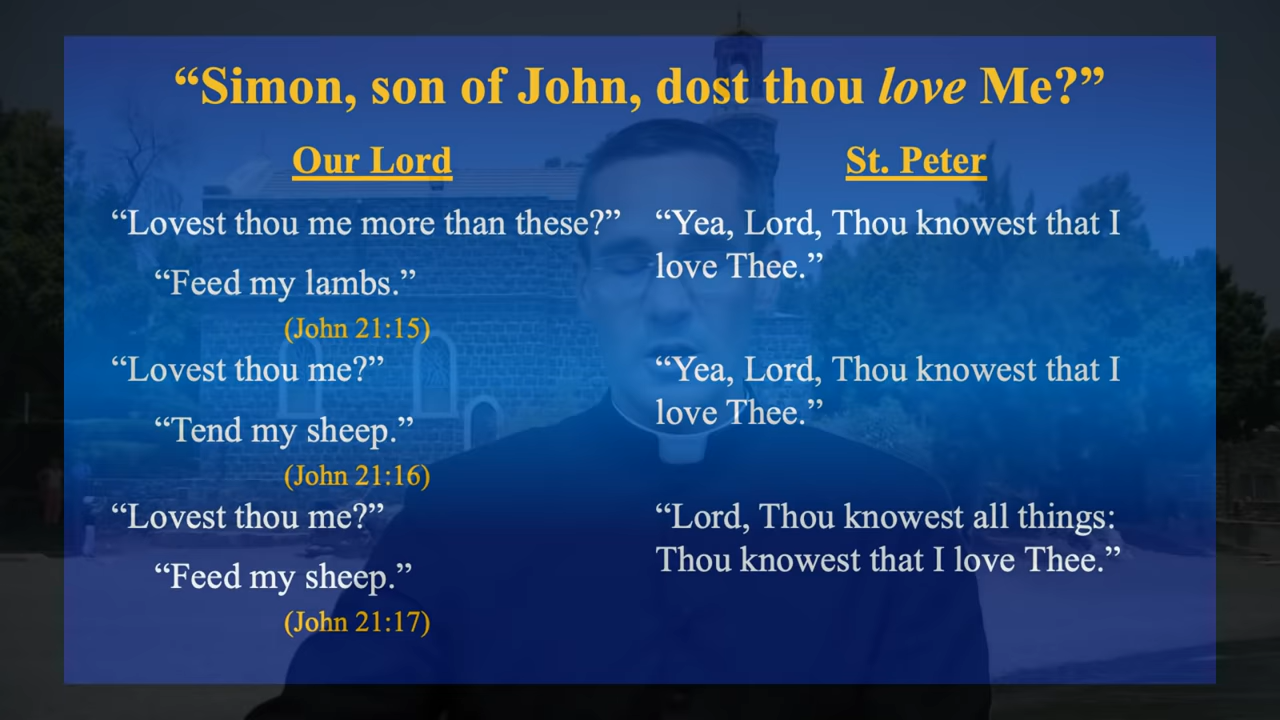 “Simon, son of John, dost thou love Me?”
Our Lord
“Lovest thou me more than these?”
“Feed my lambs.”
(John 21:15)
“Lovest thou me?”
“Tend my sheep.”
(John 21:16)
“Lovest thou me?”
“Feed my sheep.”
(John 21:17)
St. Peter
“Yea, Lord, Thou knowest that I
love Thee.”
“Yea, Lord, Thou knowest that I
love Thee.”
“Lord, Thou knowest all things:
Thou knowest that I love Thee.”